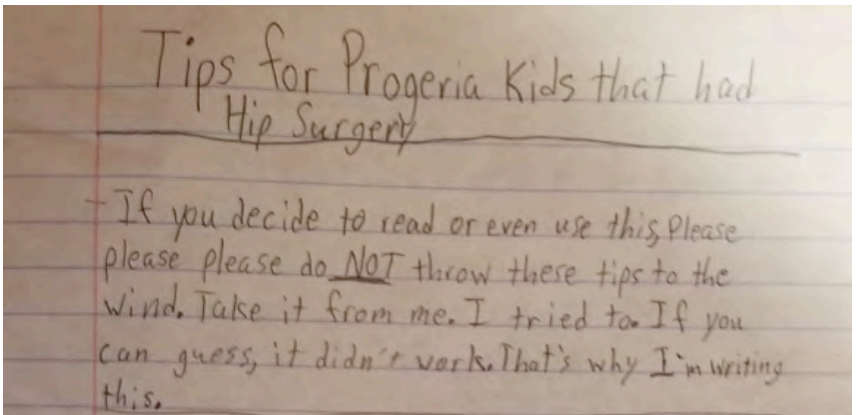 Tips for Progeria Kids that had
Hip Surgery
- If you decide to read or even use this, Please
please please do NOT throw these tips to the
wind. Take it from me. I tried to. If you
can guess, it didn't work. That's why I'm writing
this.